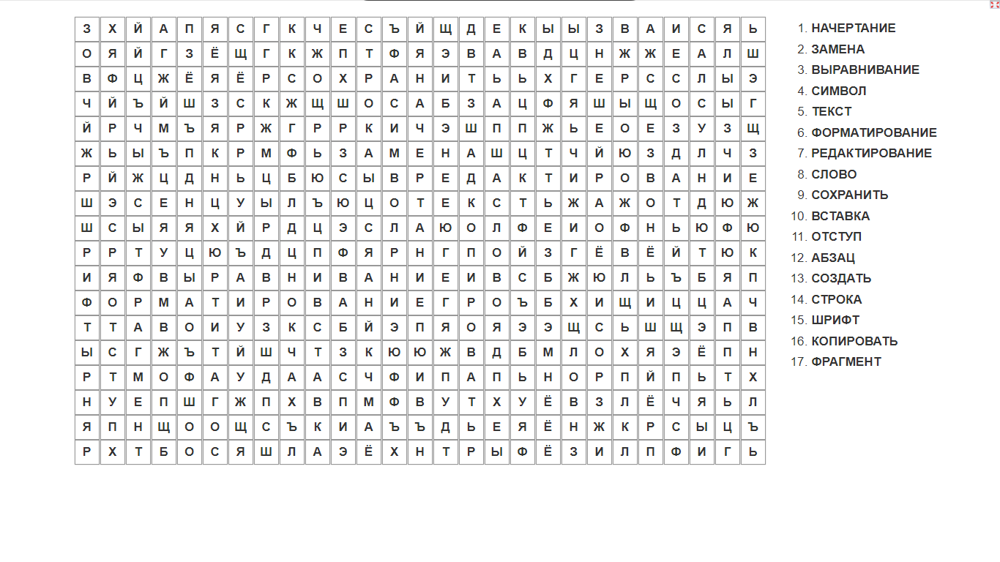 З Х Й А П Я С Г К Ч Е С Ъ Й Щ Д Е К Ы Ы З В А И С Я Ь
О Я Й Г З Ё Щ Г К Ж П Т Ф Я Э В А В Д Ц Н Ж Ж Е А Л Ш
В Ф Ц Ж Ё Я Ё Р С О Х Р А Н И Т Ь Ь Х Г Е Р С С Л Ы Э
Ч Й Ъ Й Ш З С К Ж Щ Ш О С А Б З А Ц Ф Я Ш Ы Щ О С Ы Г
Й Р Ч М Ъ Я Р Ж Г Р Р К И Ч Э Ш П П Ж Ь Е О Е З У З Щ
Ж Ь Ы Ъ П К Р М Ф Ь З А М Е Н А Ш Ц Т Ч Й Ю З Д Л Ч З
Р Й Ж Ц Д Н Ь Ц Б Ю С Ы В Р Е Д А К Т И Р О В А Н И Е
Ш Э С Е Н Ц У Ы Л Ъ Ю Ц О Т Е К С Т Ь Ж А Ж О Т Д Ю Ж
Ш С Ы Я Я Х Й Р Д Ц Э С Л А Ю О Л Ф Е И О Ф Н Ь Ю Ф Ю
Р Р Т У Ц Ю Ъ Д Ц П Ф Я Р Н Г П О Й З Г Ё В Ё Й Т Ю К
И Я Ф В Ы Р А В Н И В А Н И Е И В С Б Ж Ю Л Ь Ъ Б Я П
Ф О Р М А Т И Р О В А Н И Е Г Р О Ъ Б Х И Щ И Ц Ц А Ч
Т Т А В О И У З К С Б Й Э П Я О Я Э Э Щ С Ь Ш Щ Э П В
Ы С Г Ж Ъ Т Й Ш Ч Т З К Ю Ю Ж В Д Б М Л О Х Я Э Ё П Н
Р Т М О Ф А У Д А А С Ч Ф И П А П Ь Н О Р П Й П Ь Т Х
Н У Е П Ш Г Ж П Х В П М Ф В У Т Х У Ё В З Л Ё Ч Я Ь Л
Я П Н Щ О О Щ С Ъ К И А Ъ Ъ Д Ь Е Я Ё Н Ж К Р С Ы Ц Ъ
Р Х Т Б О С Я Ш Л А Э Ё Х Н Т Р Ы Ф Ё З И Л П Ф И Г Ь
1. НАЧЕРТАНИЕ
2. ЗАМЕНА
3. ВЫРАВНИВАНИЕ
4. СИМВОЛ
5. ТЕКСТ
6. ФОРМАТИРОВАНИЕ
7. РЕДАКТИРОВАНИЕ
8. СЛОВО
9. СОХРАНИТЬ
10. ВСТАВКА
11. ОТСТУП
12. АБЗАЦ
13. СОЗДАТЬ
14. СТРОКА
15. ШРИФТ
16. КОПИРОВАТЬ
17. ФРАГМЕНТ